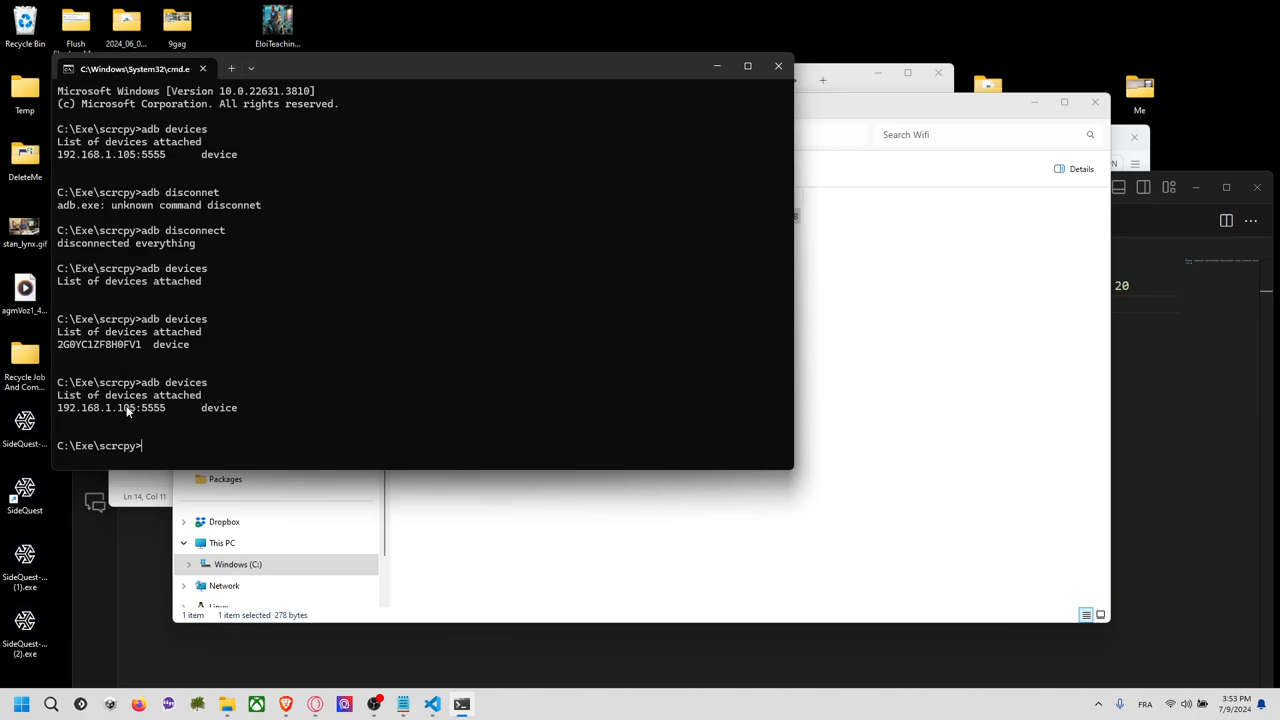 Recycle Bin
Flush
2024_06_0...
9gag
EloiTeachin...
Temp
DeleteMe
stan_lynx.gif
agmVoz1_4...
Recycle Job
And Com...
SideQuest-...
SideQuest
SideQuest-...
(1).exe
SideQuest-...
(2).exe
Me
C:\Windows\System32\cmd.e
Microsoft Windows [Version 10.0.22631.3810]
(c) Microsoft Corporation. All rights reserved.
C:\Exe\scrcpy>adb devices
List of devices attached
192.168.1.105:5555 device
C:\Exe\scrcpy>adb disconnet
adb.exe: unknown command disconnet
C:\Exe\scrcpy>adb disconnect
disconnected everything
C:\Exe\scrcpy>adb devices
List of devices attached
C:\Exe\scrcpy>adb devices
List of devices attached
2G0YC1ZF8H0FV1 device
C:\Exe\scrcpy>adb devices
List of devices attached
192.168.1.105:5555 device
C:\Exe\scrcpy>
Search Wifi
Details
8
N
20
Ln 14, Col 11
Packages
Dropbox
This PC
Windows (C:)
Network
Linux
1 item
1 item selected 278 bytes
FRA
3:53 PM
7/9/2024